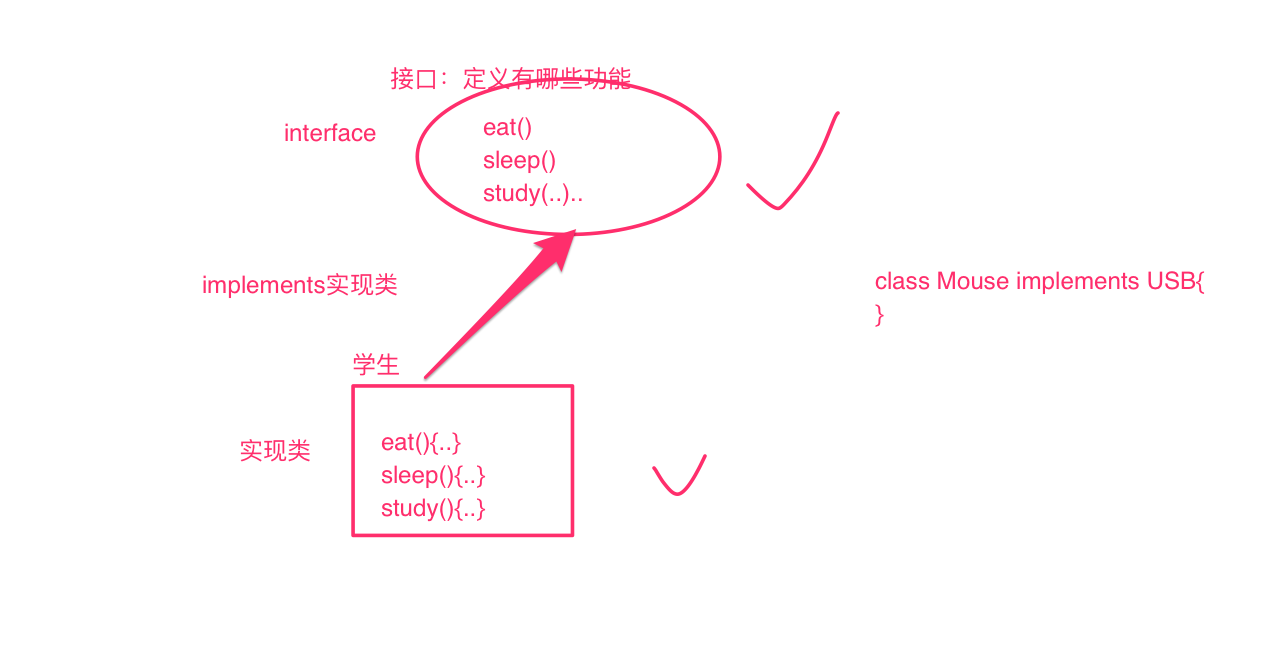 接口：定义有哪些功能
interface
eat()
sleep()
study(..)..
implements实现类
class Mouse implements USB{
}
学生
实现类
eat(){..}
sleep(){..}
study(){..}